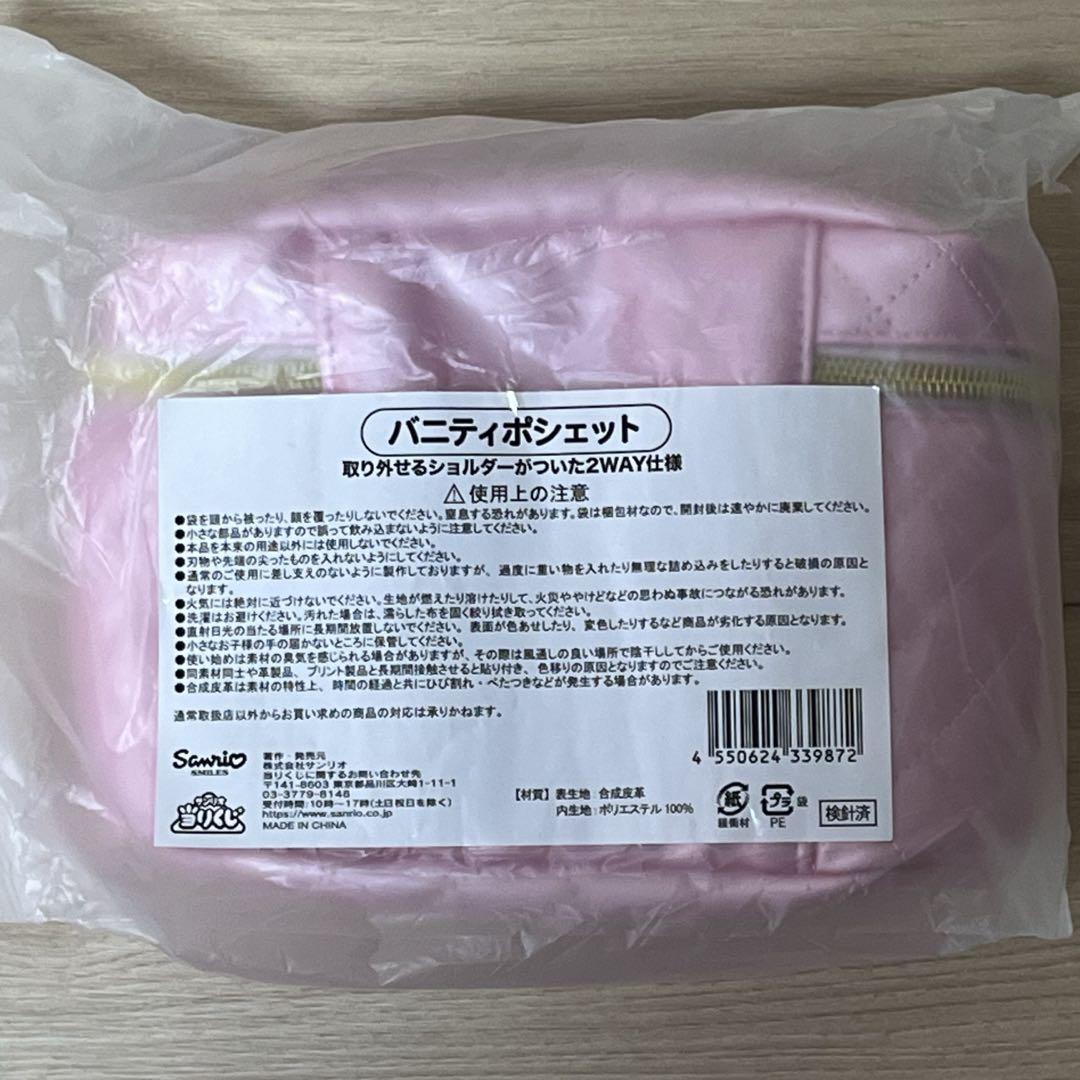 バニティポシェット
取り外せるショルダーがついた2WAY仕様
⚠使用上の注意
●袋を頭から被ったり、顔を覆ったりしないでください。窒息する恐れがあります。袋は梱包材なので、開封後は速やかに廃棄してください。
●小さな部品がありますので誤って飲み込まないように注意してください。
●本品を本来の用途以外には使用しないでください。
●刃物や先端の尖ったものを入れないようにしてください。
●通常のご使用に差し支えのないように製作しておりますが、過度に重い物を入れたり無理な詰め込みをしたりすると破損の原因と
なります。
●火気には絶対に近づけないでください。生地が燃えたり溶けたりして、火災ややけどなどの思わぬ事故につながる恐れがあります。
●洗濯はお避けください。汚れた場合は、濡らした布を固く絞り拭き取ってください。
●直射日光の当たる場所に長期間放置しないでください。表面が色あせしたり、変色したりするなど商品が劣化する原因となります。
●小さなお子様の手の届かないところに保管してください。
●使い始めは素材の臭気を感じられる場合がありますが、その際は風通しの良い場所で陰干ししてからご使用ください。
●同素材同士や革製品、プリント製品と長期間接触させると貼り付き、色移りの原因となりますのでご注意ください。
●合成皮革は素材の特性上、時間の経過と共にひび割れ・べたつきなどが発生する場合があります。
通常取扱店以外からお買い求めの商品の対応は承りかねます。
4 550624 339872
Sanrio
SMILES
サンリオ
当りくじ
著作・発売元
株式会社サンリオ
当りくじに関するお問い合わせ先
〒141-8603 東京都品川区大崎1-11-1
03-3779-8148
受付時間:10時〜17時(土日祝日を除く)
https://www.sanrio.co.jp
MADE IN CHINA
【材質】表生地:合成皮革
内生地:ポリエステル100%
紙
緩衝材
プラ
袋
PE
検針済